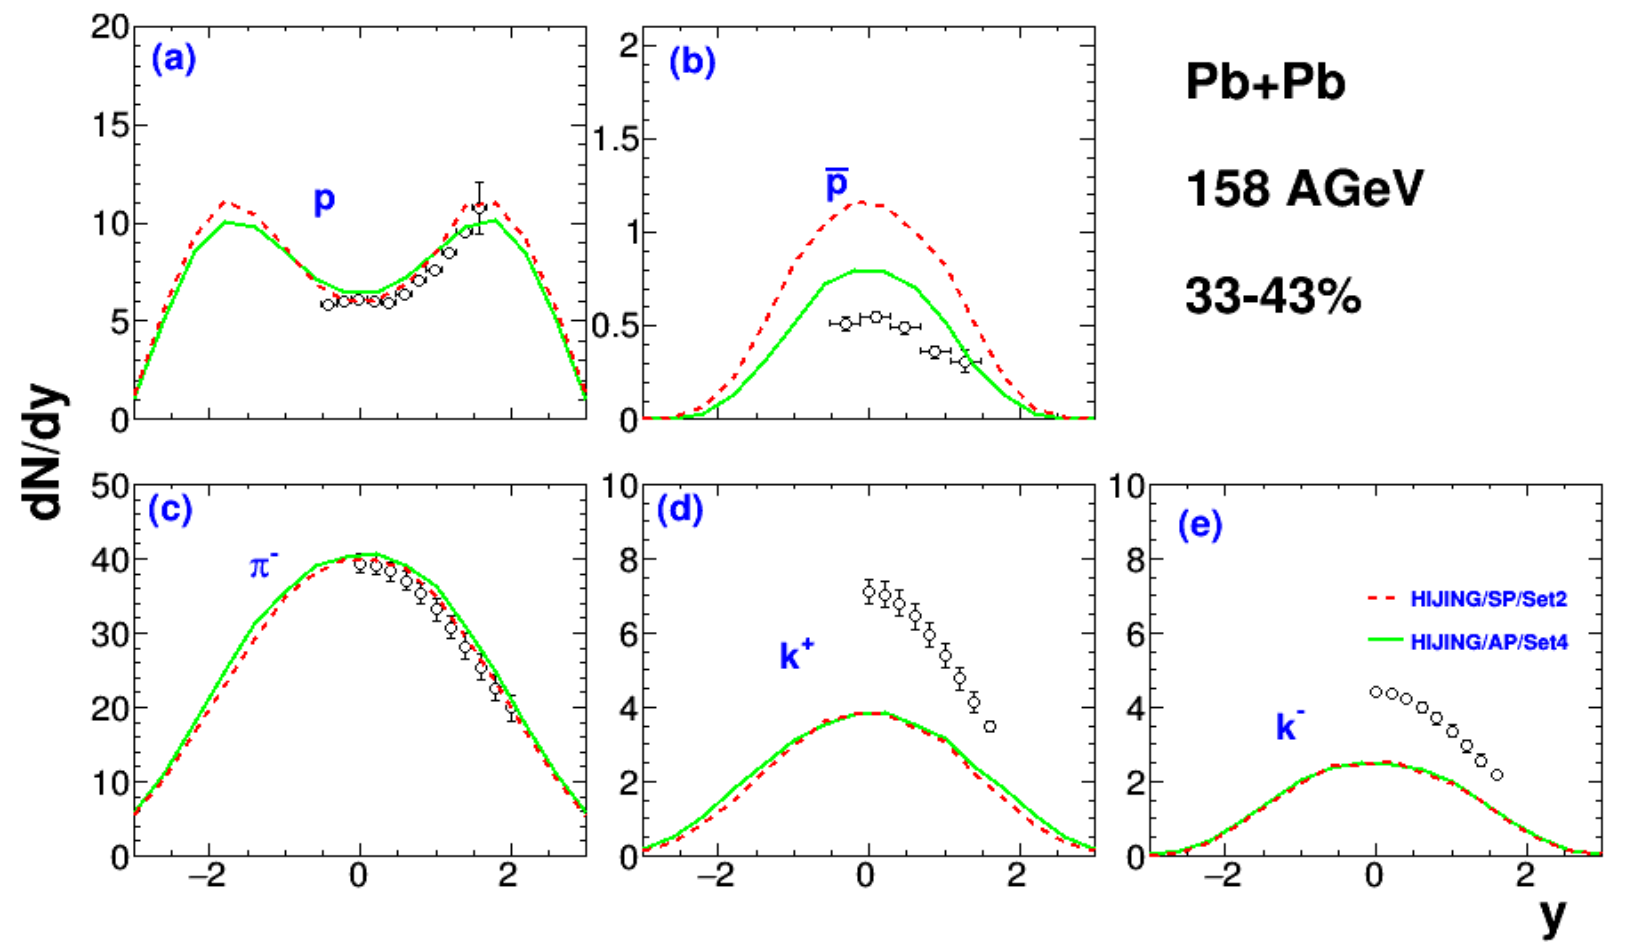 dN/dy
20
15
10
5
0
(a)
p
2
1.5
1
0.5
0
(b)
p̅
Pb+Pb
158 AGeV
33-43%
50
40
30
20
10
0
(c)
π⁻
−2 0 2
10
8
6
4
2
0
(d)
k⁺
−2 0 2
10
8
6
4
2
0
(e)
HIJING/SP/Set2
HIJING/AP/Set4
k⁻
−2 0 2
y